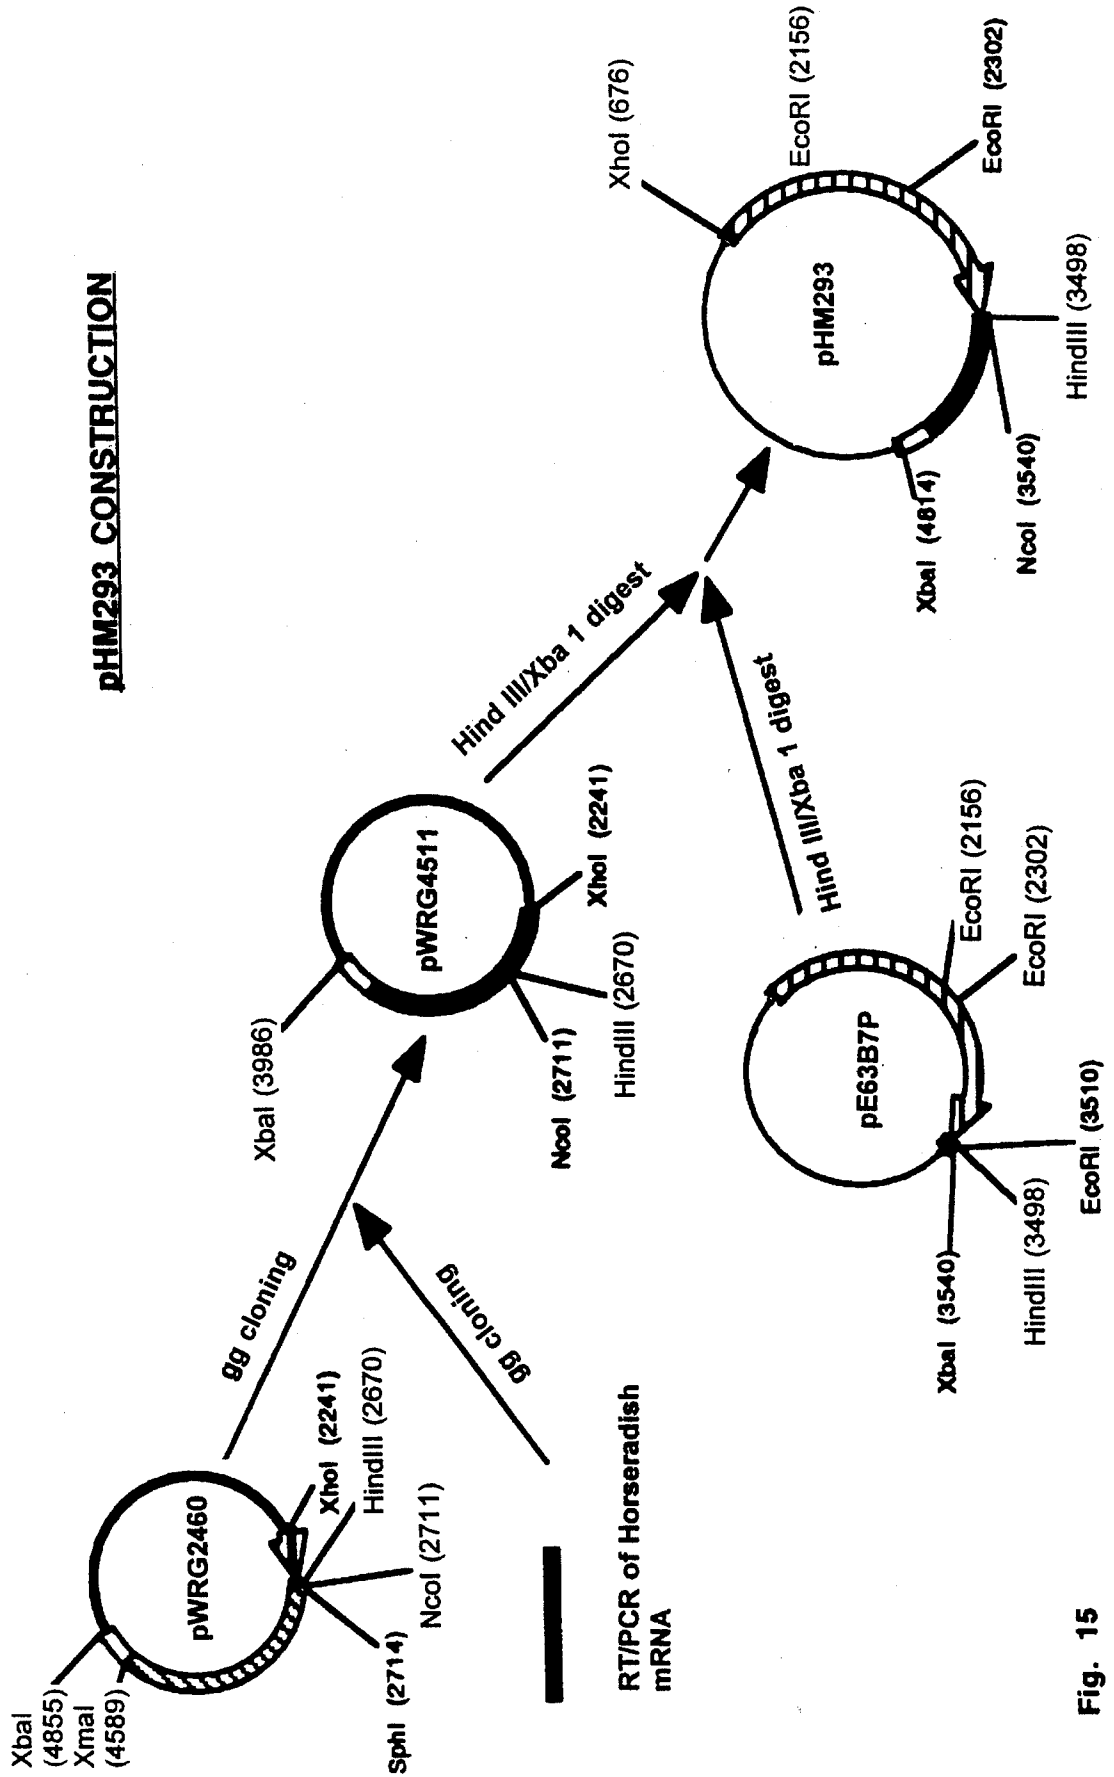 pHM293 CONSTRUCTION
XbaI
(4855)
XmaI
(4589)
pWRG2460
XhoI (2241)
HindIII (2670)
NcoI (2711)
SphI (2714)
gg cloning
gg cloning
RT/PCR of Horseradish
mRNA
XbaI (3986)
pWRG4511
XhoI (2241)
HindIII (2670)
NcoI (2711)
Hind III/Xba 1 digest
Hind III/Xba 1 digest
pE63B7P
EcoRI (2156)
EcoRI (2302)
EcoRI (3510)
HindIII (3498)
XbaI (3540)
XhoI (676)
EcoRI (2156)
EcoRI (2302)
pHM293
HindIII (3498)
NcoI (3540)
XbaI (4814)
Fig. 15